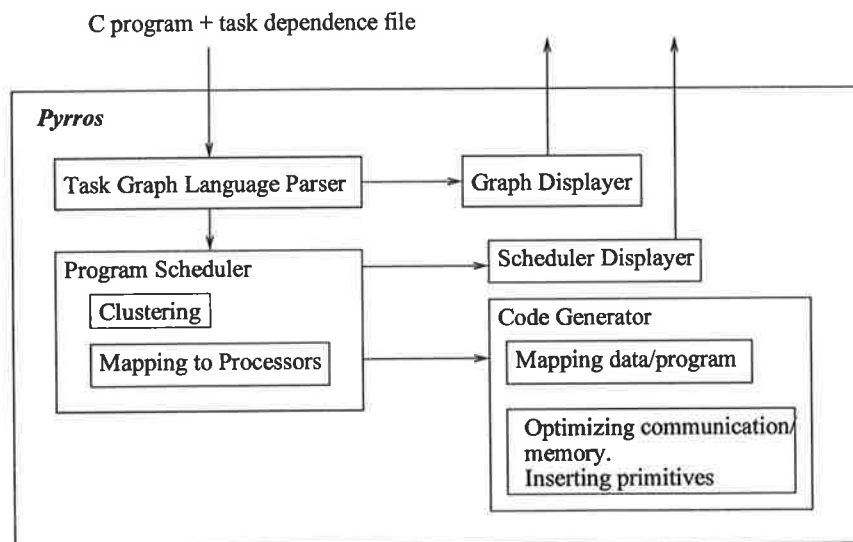 C program + task dependence file
Pyrros
Task Graph Language Parser
Graph Displayer
Program Scheduler
Scheduler Displayer
Clustering
Code Generator
Mapping to Processors
Mapping data/program
Optimizing communication/
memory.
Inserting primitives